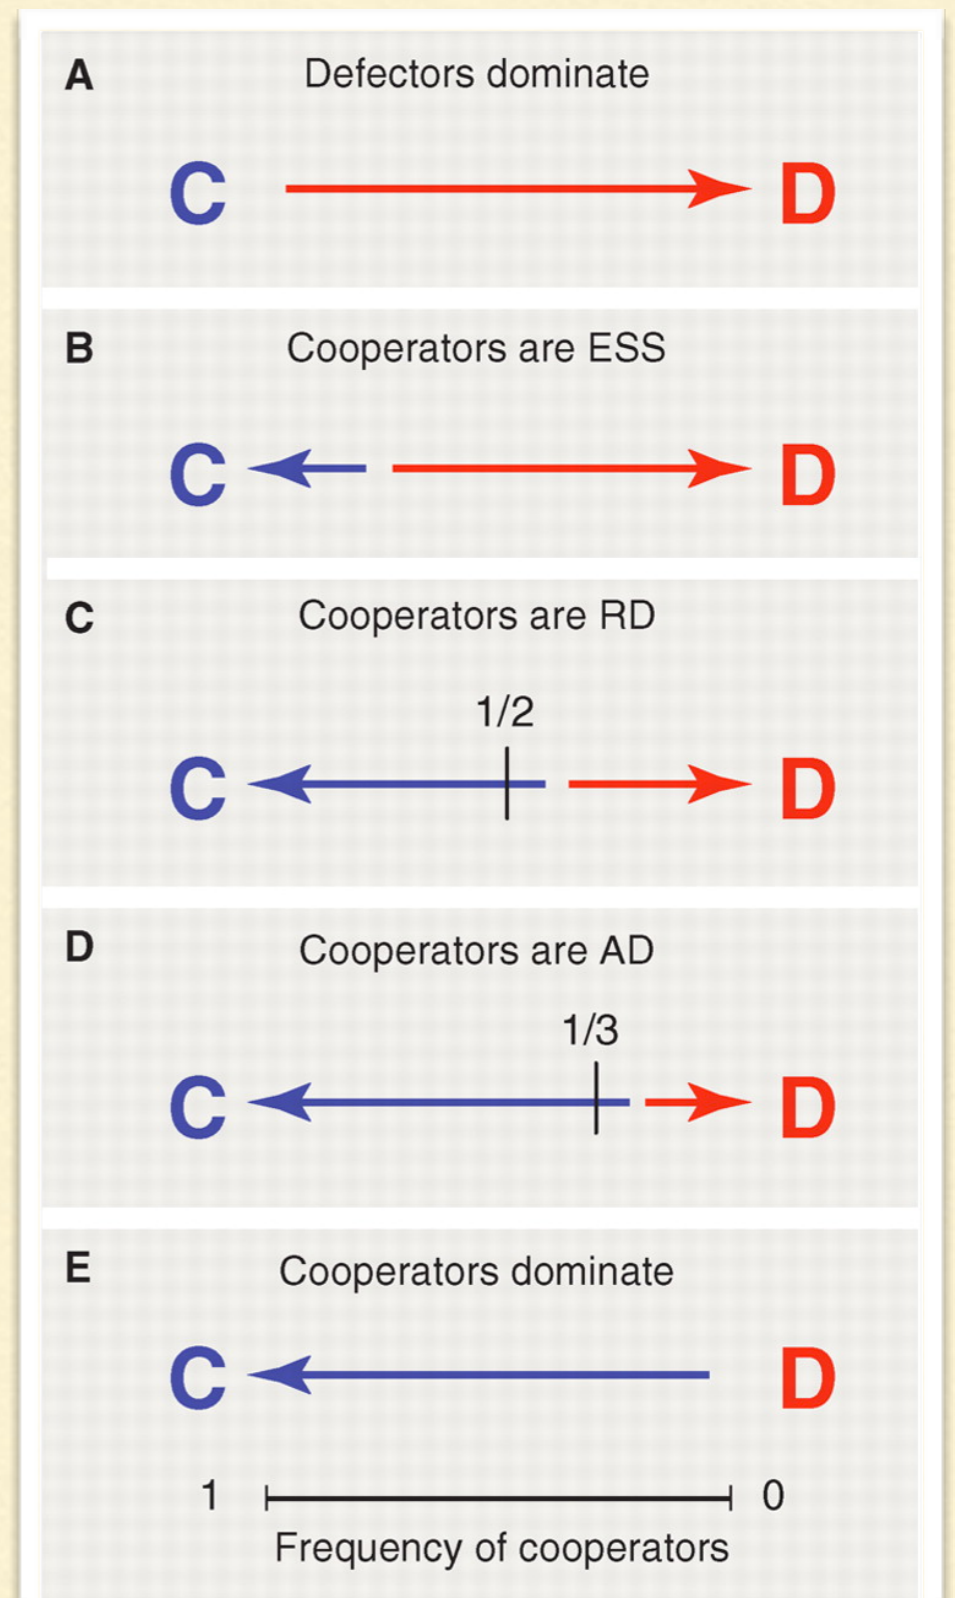 A
Defectors dominate
C D
B
Cooperators are ESS
C D
C
Cooperators are RD
1/2
C D
D
Cooperators are AD
1/3
C D
E
Cooperators dominate
C D
1 0
Frequency of cooperators